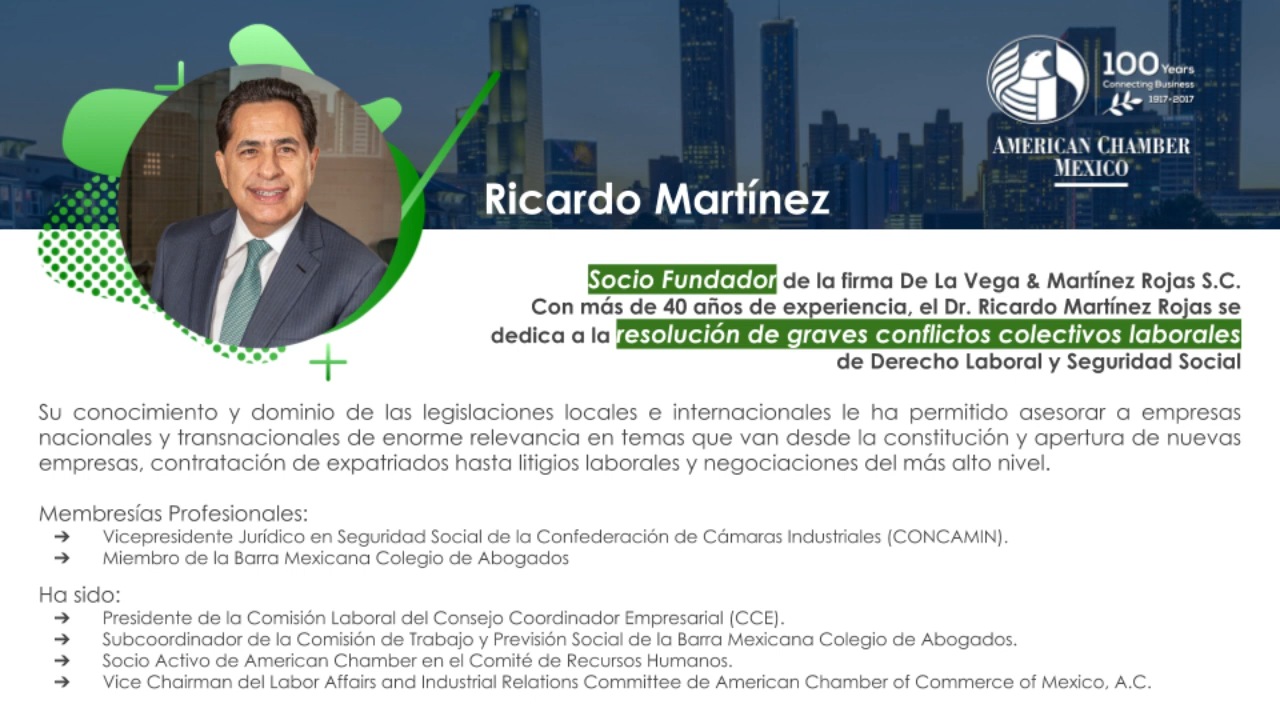 100 Years
Connecting Business
1917•2017
AMERICAN CHAMBER
MEXICO
Ricardo Martínez
Socio Fundador de la firma De La Vega & Martínez Rojas S.C.
Con más de 40 años de experiencia, el Dr. Ricardo Martínez Rojas se
dedica a la resolución de graves conflictos colectivos laborales
de Derecho Laboral y Seguridad Social
Su conocimiento y dominio de las legislaciones locales e internacionales le ha permitido asesorar a empresas
nacionales y transnacionales de enorme relevancia en temas que van desde la constitución y apertura de nuevas
empresas, contratación de expatriados hasta litigios laborales y negociaciones del más alto nivel.
Membresías Profesionales:
➔ Vicepresidente Jurídico en Seguridad Social de la Confederación de Cámaras Industriales (CONCAMIN).
➔ Miembro de la Barra Mexicana Colegio de Abogados
Ha sido:
➔ Presidente de la Comisión Laboral del Consejo Coordinador Empresarial (CCE).
➔ Subcoordinador de la Comisión de Trabajo y Previsión Social de la Barra Mexicana Colegio de Abogados.
➔ Socio Activo de American Chamber en el Comité de Recursos Humanos.
➔ Vice Chairman del Labor Affairs and Industrial Relations Committee de American Chamber of Commerce of Mexico, A.C.